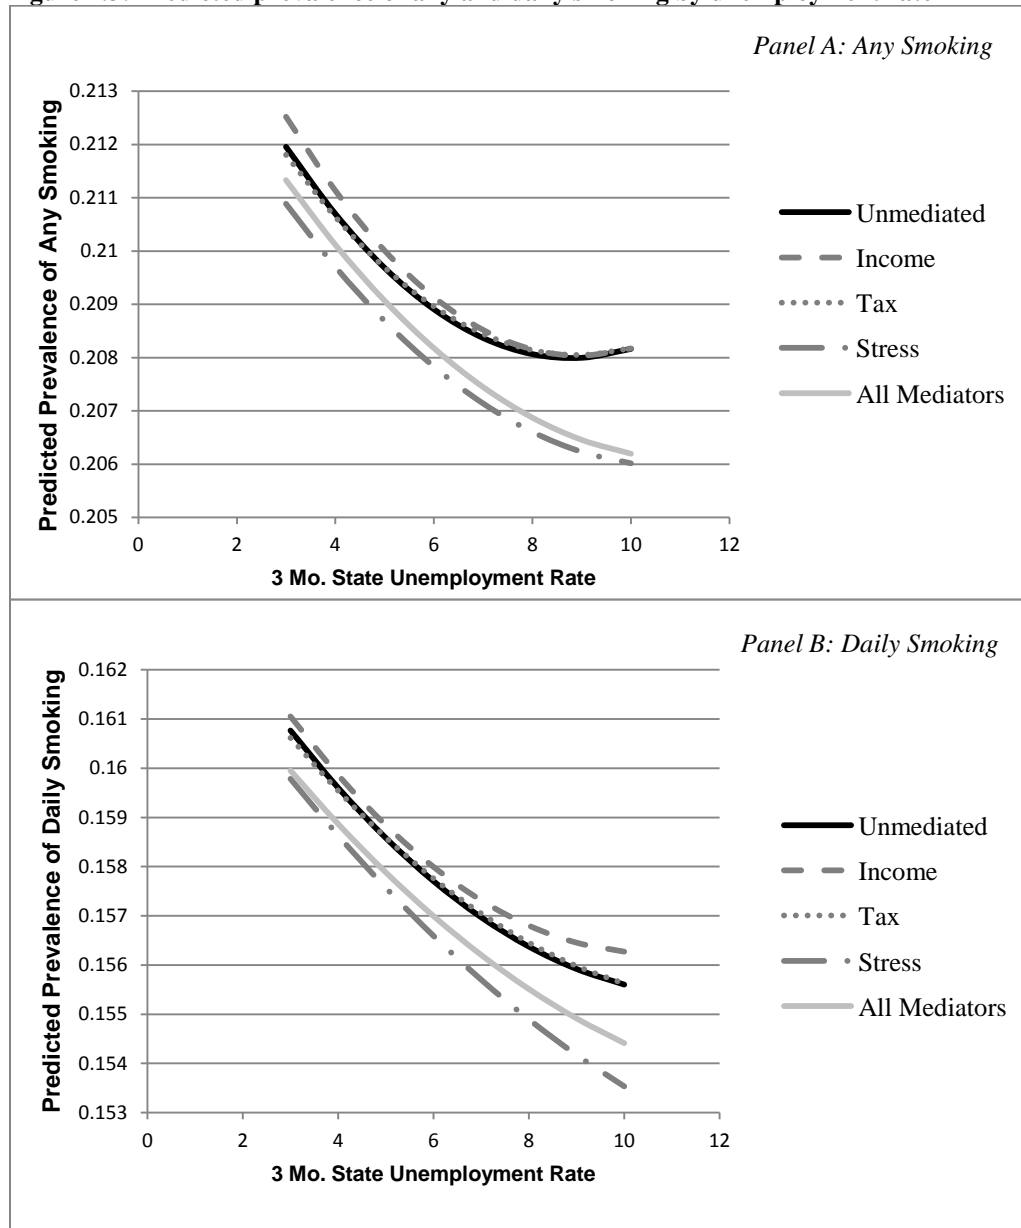 Panel A: Any Smoking
Predicted Prevalence of Any Smoking
0.213
0.212
0.211
0.21
0.209
0.208
0.207
0.206
0.205
0 2 4 6 8 10 12
3 Mo. State Unemployment Rate
Unmediated
Income
Tax
Stress
All Mediators
Panel B: Daily Smoking
Predicted Prevalence of Daily Smoking
0.162
0.161
0.16
0.159
0.158
0.157
0.156
0.155
0.154
0.153
0 2 4 6 8 10 12
3 Mo. State Unemployment Rate
Unmediated
Income
Tax
Stress
All Mediators